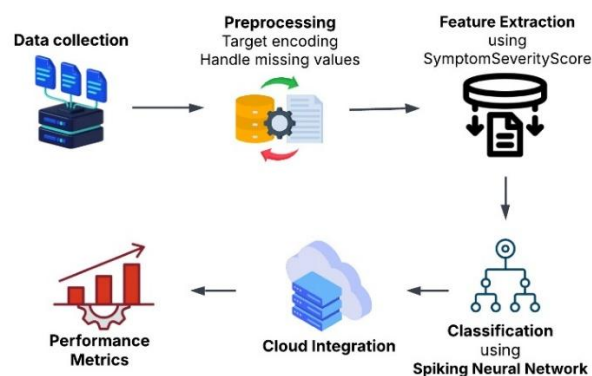 Data collection
Preprocessing
Target encoding
Handle missing values
Feature Extraction
using
SymptomSeverityScore
Classification
using
Spiking Neural Network
Cloud Integration
Performance
Metrics